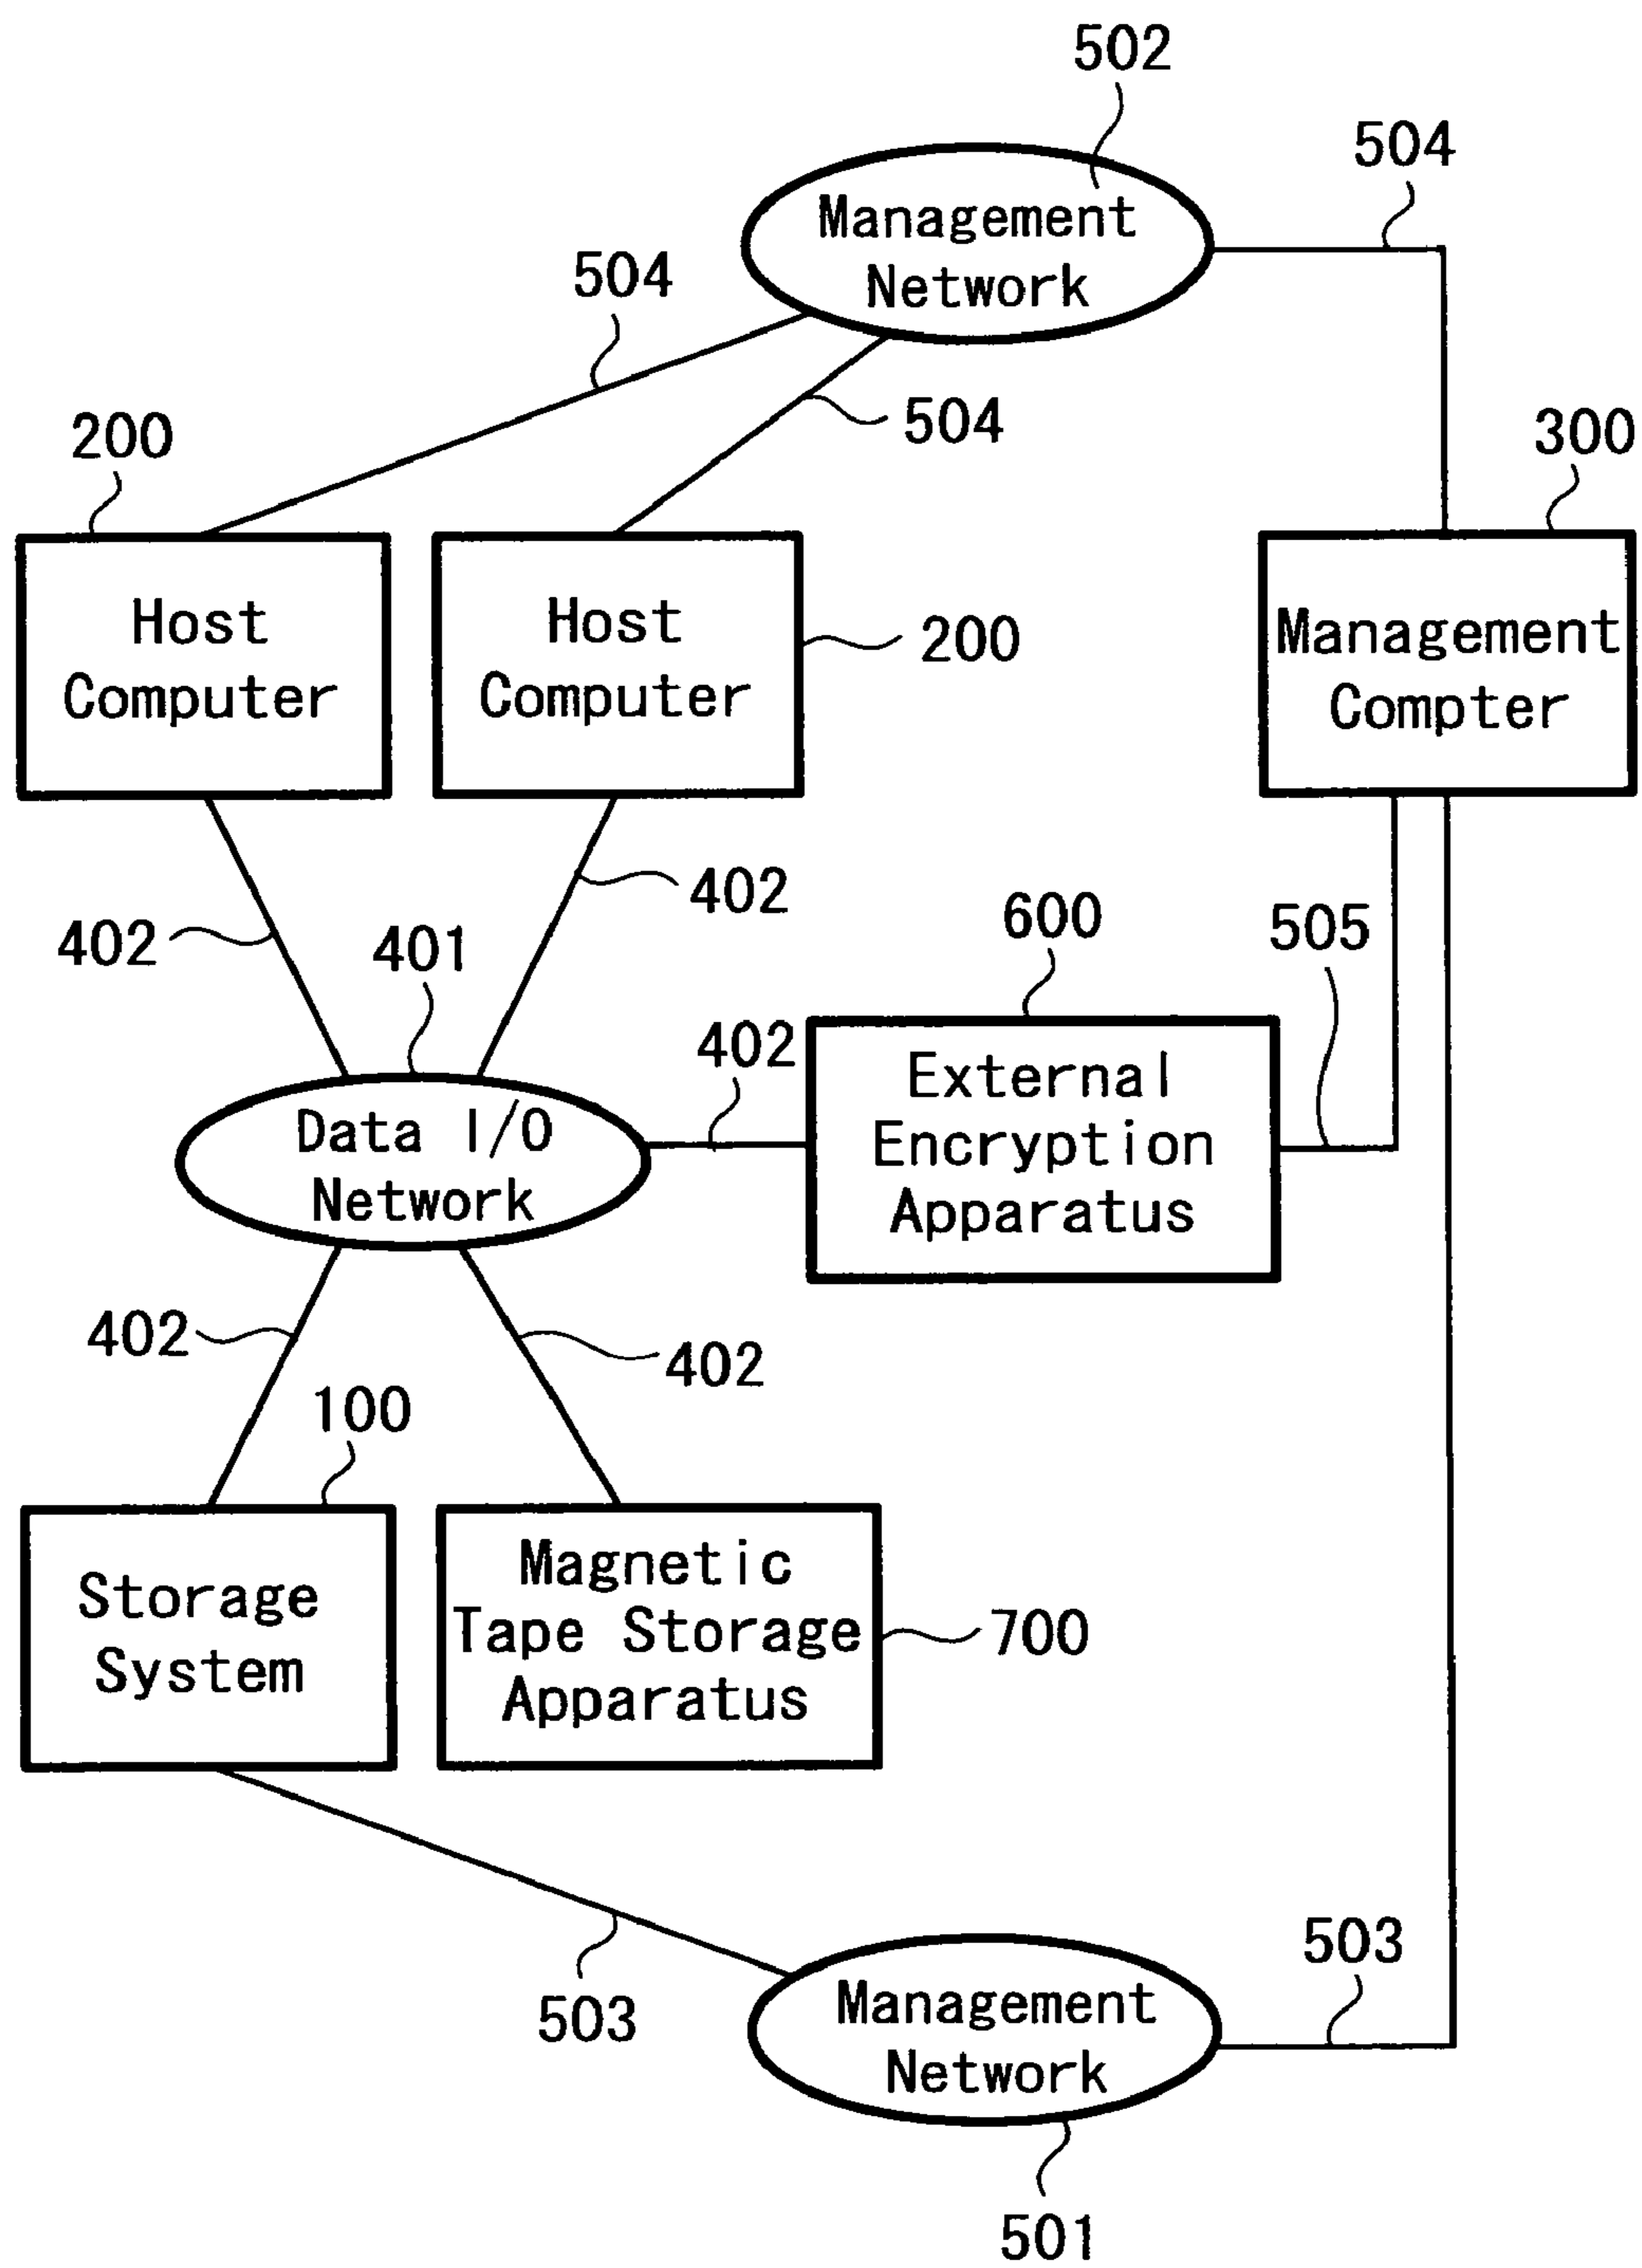 502
504
Management
Network
504
504
200
300
Host
Computer
Host
Computer
200
Management
Compter
402
402
401
600
505
402
Data I/O
Network
External
Encryption
Apparatus
402
402
100
Storage
System
Magnetic
Tape Storage
Apparatus
700
503
503
Management
Network
501